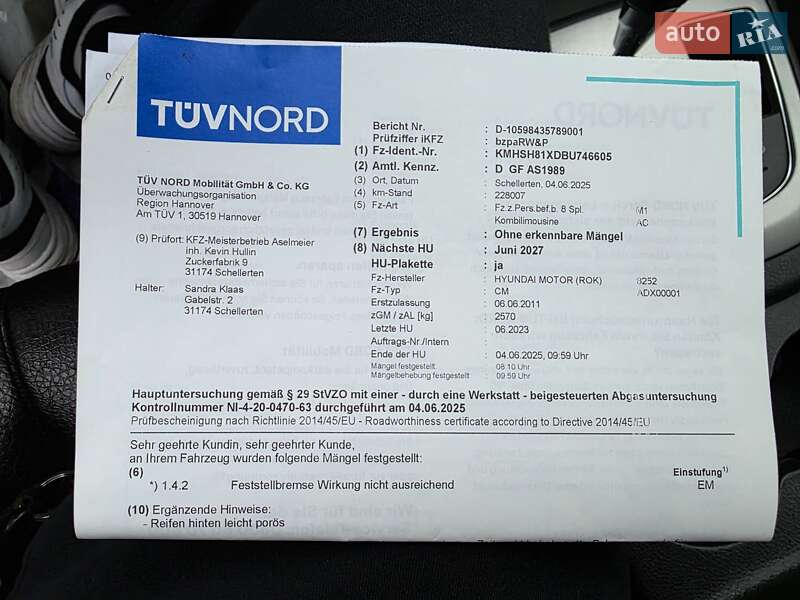 auto RIA .com
TÜVNORD
TÜV NORD Mobilität GmbH & Co. KG
Überwachungsorganisation
Region Hannover
Am TÜV 1, 30519 Hannover
(9) Prüfort: KFZ-Meisterbetrieb Aselmeier
inh. Kevin Hullin
Zuckerfabrik 9
31174 Schellerten
Halter: Sandra Klaas
Gabelstr. 2
31174 Schellerten
Bericht Nr. : D-10598435789001
Prüfziffer iKFZ : bzpaRW&P
(1) Fz-Ident.-Nr. : KMHSH81XDBU746605
(2) Amtl. Kennz. : D GF AS1989
(3) Ort, Datum : Schellerten, 04.06.2025
(4) km-Stand : 228007
(5) Fz-Art : Fz.z.Pers.bef.b. 8 Spl. M1
Kombilimousine AC
(7) Ergebnis : Ohne erkennbare Mängel
(8) Nächste HU : Juni 2027
HU-Plakette : ja
Fz-Hersteller : HYUNDAI MOTOR (ROK) 8252
Fz-Typ : CM ADX00001
Erstzulassung : 06.06.2011
zGM / zAL [kg] : 2570
Letzte HU : 06.2023
Auftrags-Nr./Intern :
Ende der HU : 04.06.2025, 09:59 Uhr
Mängel festgestellt : 08:10 Uhr
Mängelbehebung festgestellt : 09:59 Uhr
Hauptuntersuchung gemäß § 29 StVZO mit einer - durch eine Werkstatt - beigesteuerten Abgasuntersuchung
Kontrollnummer NI-4-20-0470-63 durchgeführt am 04.06.2025
Prüfbescheinigung nach Richtlinie 2014/45/EU - Roadworthiness certificate according to Directive 2014/45/EU
Sehr geehrte Kundin, sehr geehrter Kunde,
an Ihrem Fahrzeug wurden folgende Mängel festgestellt:
(6) Einstufung1)
*) 1.4.2 Feststellbremse Wirkung nicht ausreichend EM
(10) Ergänzende Hinweise:
- Reifen hinten leicht porös